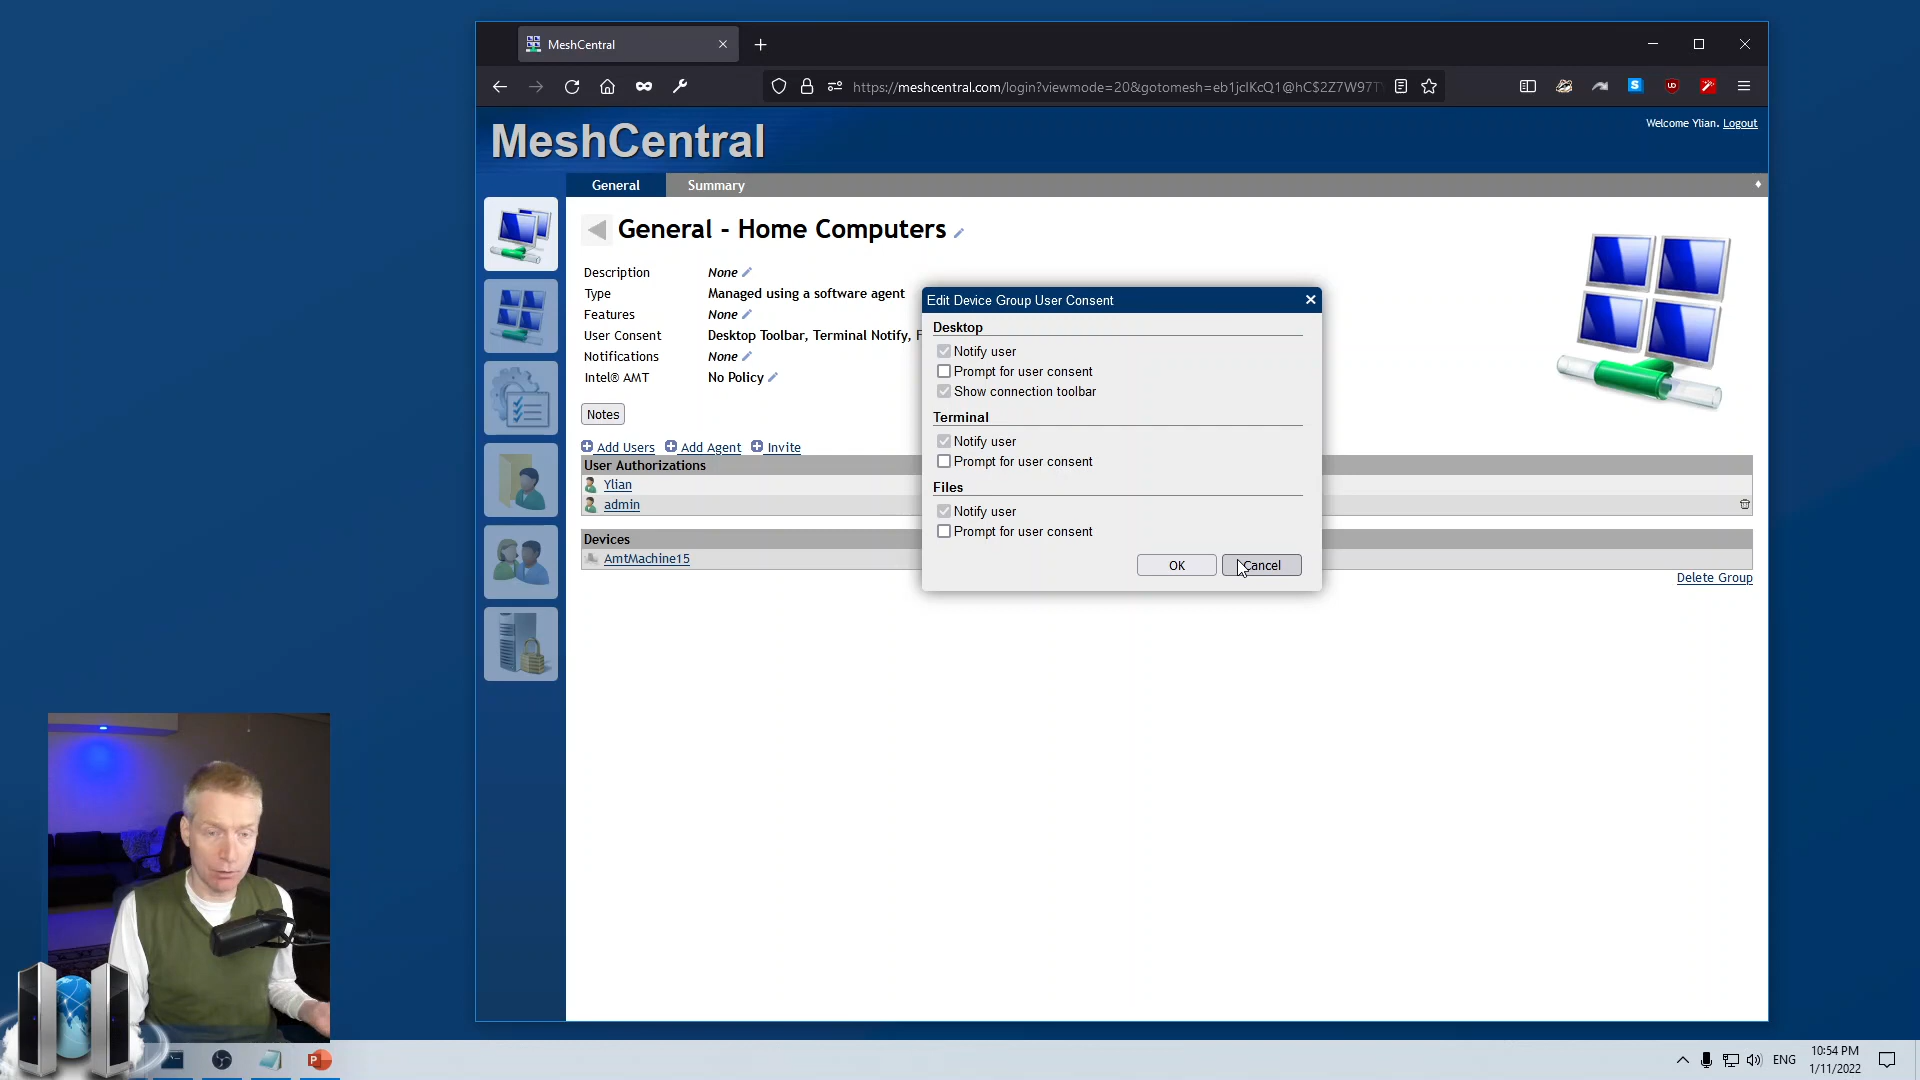 MeshCentral
https://meshcentral.com/login?viewmode=20&gotomesh=eb1jcIKcQ1@hC$2Z7W97T
MeshCentral
Welcome Ylian. Logout
General
Summary
General - Home Computers
Description None
Type Managed using a software agent
Features None
User Consent Desktop Toolbar, Terminal Notify, F
Notifications None
Intel® AMT No Policy
Notes
Add Users Add Agent Invite
User Authorizations
Ylian
admin
Devices
AmtMachine15
Delete Group
Edit Device Group User Consent
Desktop
Notify user
Prompt for user consent
Show connection toolbar
Terminal
Notify user
Prompt for user consent
Files
Notify user
Prompt for user consent
OK
Cancel
ENG
10:54 PM
1/11/2022